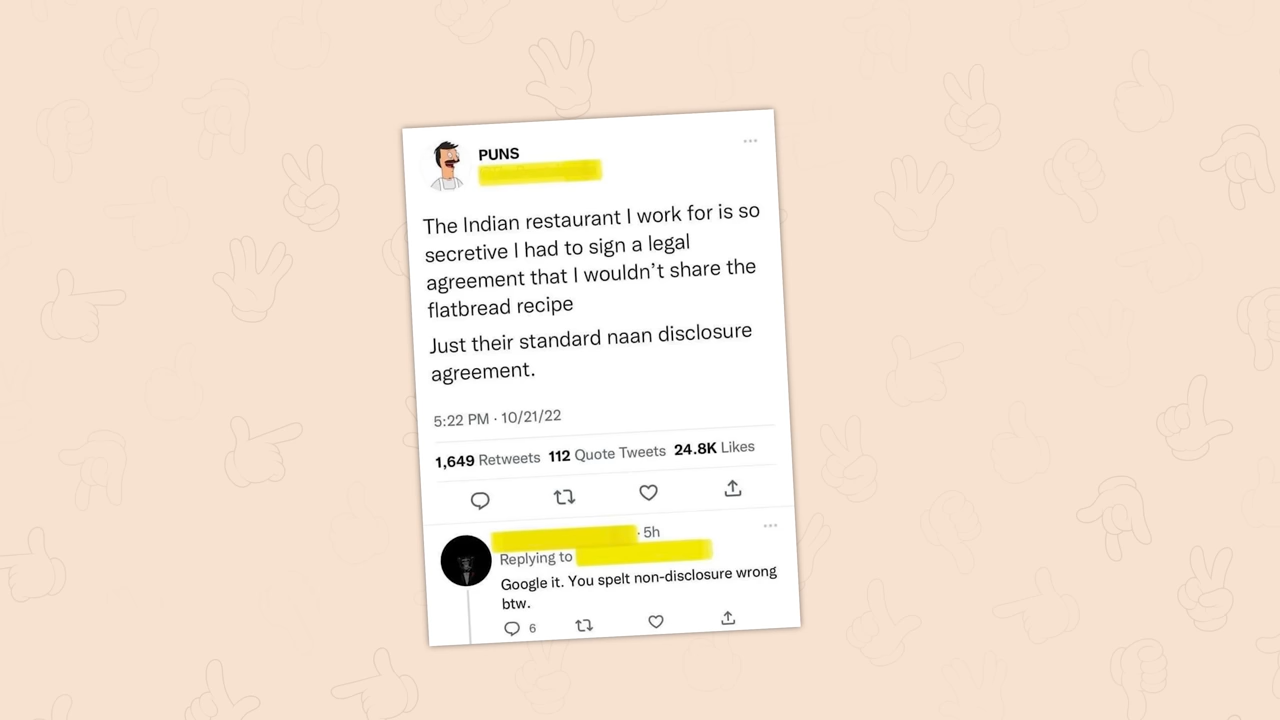 PUNS
The Indian restaurant I work for is so
secretive I had to sign a legal
agreement that I wouldn’t share the
flatbread recipe
Just their standard naan disclosure
agreement.
5:22 PM · 10/21/22
1,649 Retweets 112 Quote Tweets 24.8K Likes
· 5h
Replying to
Google it. You spelt non-disclosure wrong
btw.
6